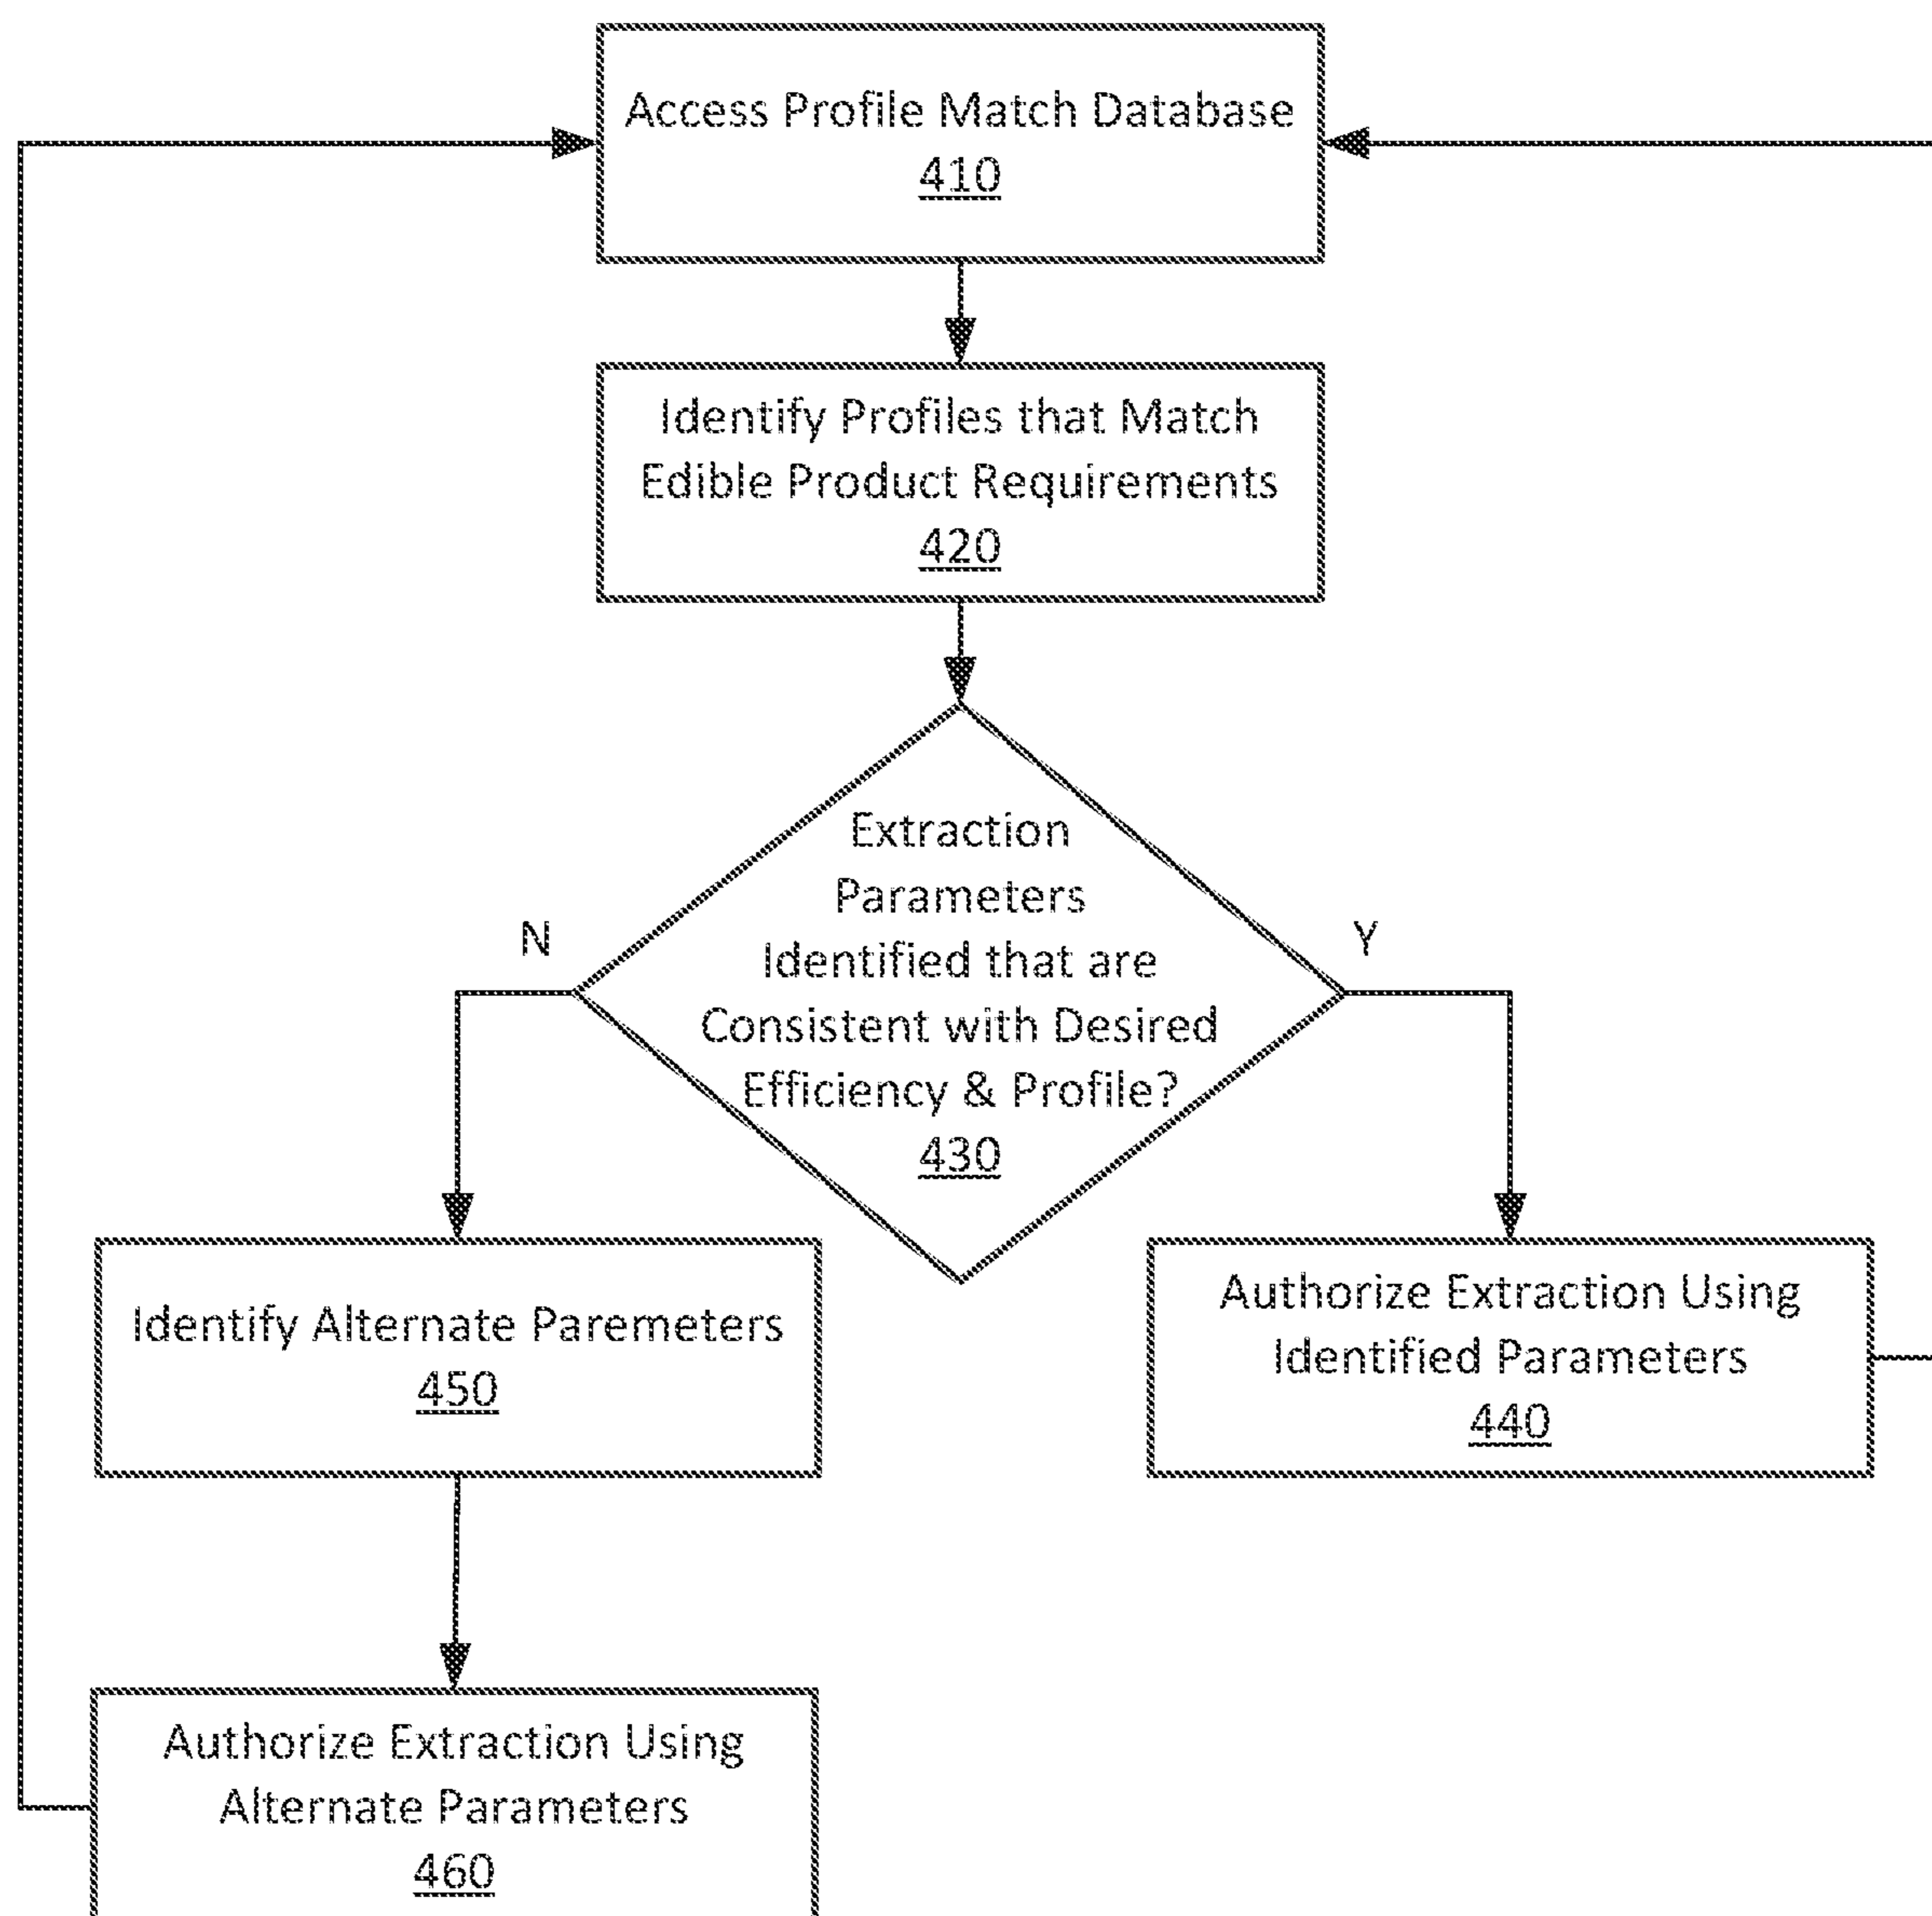 Access Profile Match Database
410
Identify Profiles that Match
Edible Product Requirements
420
Extraction
Parameters
Identified that are
Consistent with Desired
Efficiency & Profile?
430
N
Y
Identify Alternate Paremeters
450
Authorize Extraction Using
Identified Parameters
440
Authorize Extraction Using
Alternate Parameters
460